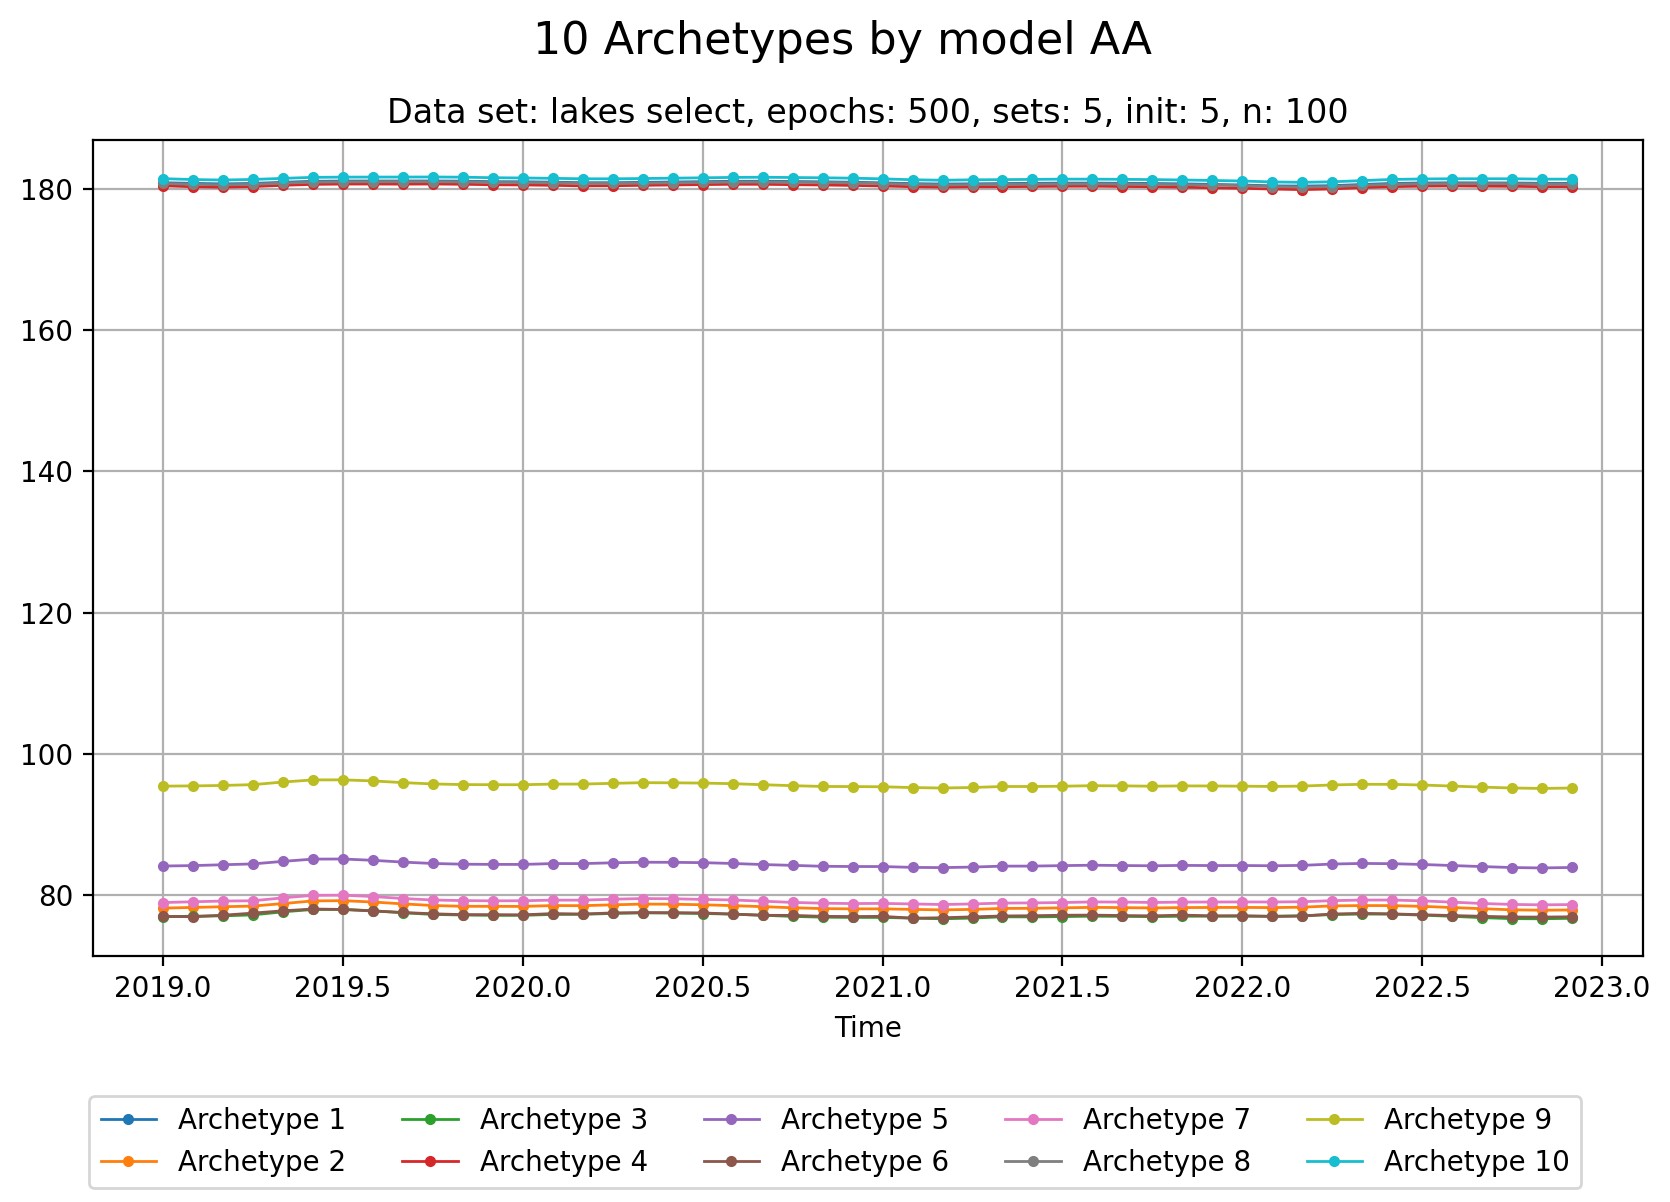 10 Archetypes by model AA
Data set: lakes select, epochs: 500, sets: 5, init: 5, n: 100
180
160
140
120
100
80
2019.0 2019.5 2020.0 2020.5 2021.0 2021.5 2022.0 2022.5 2023.0
Time
Archetype 1 Archetype 3 Archetype 5 Archetype 7 Archetype 9
Archetype 2 Archetype 4 Archetype 6 Archetype 8 Archetype 10